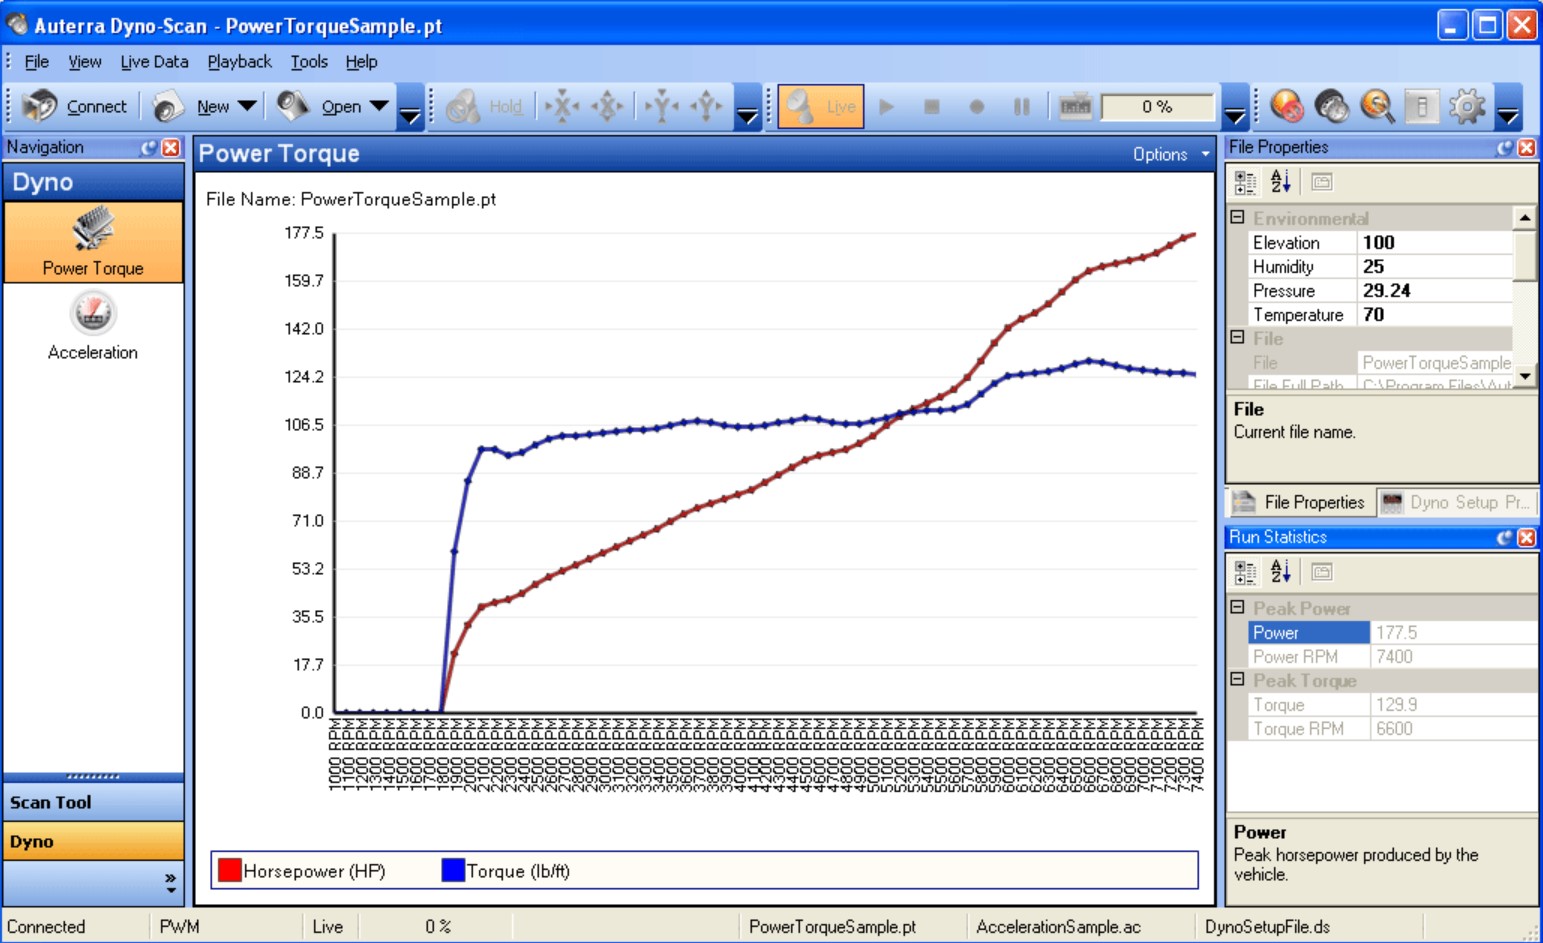 Auterra Dyno-Scan - PowerTorqueSample.pt
File View Live Data Playback Tools Help
Connect New Open Hold Live 0 %
Navigation
Dyno
Power Torque
Acceleration
Scan Tool
Dyno
Power Torque
Options
File Name: PowerTorqueSample.pt
177.5
159.7
142.0
124.2
106.5
88.7
71.0
53.2
35.5
17.7
0.0
1000 RPM
1100 RPM
1200 RPM
1300 RPM
1400 RPM
1500 RPM
1600 RPM
1700 RPM
1800 RPM
1900 RPM
2000 RPM
2100 RPM
2300 RPM
2400 RPM
2500 RPM
2600 RPM
2700 RPM
2800 RPM
2900 RPM
3000 RPM
3100 RPM
3200 RPM
3300 RPM
3400 RPM
3500 RPM
3600 RPM
3700 RPM
3800 RPM
3900 RPM
4000 RPM
4100 RPM
4200 RPM
4300 RPM
4400 RPM
4500 RPM
4600 RPM
4700 RPM
4800 RPM
4900 RPM
5000 RPM
5100 RPM
5200 RPM
5300 RPM
5400 RPM
5500 RPM
5600 RPM
5700 RPM
5800 RPM
5900 RPM
6000 RPM
6100 RPM
6200 RPM
6300 RPM
6400 RPM
6500 RPM
6600 RPM
6700 RPM
6800 RPM
6900 RPM
7000 RPM
7100 RPM
7200 RPM
7300 RPM
7400 RPM
Horsepower (HP) Torque (lb/ft)
File Properties
Environmental
Elevation 100
Humidity 25
Pressure 29.24
Temperature 70
File
File PowerTorqueSample
File Full Path C:\Program Files\Aut
File
Current file name.
File Properties Dyno Setup Pr...
Run Statistics
Peak Power
Power 177.5
Power RPM 7400
Peak Torque
Torque 129.9
Torque RPM 6600
Power
Peak horsepower produced by the
vehicle.
Connected PWM Live 0 % PowerTorqueSample.pt AccelerationSample.ac DynoSetupFile.ds